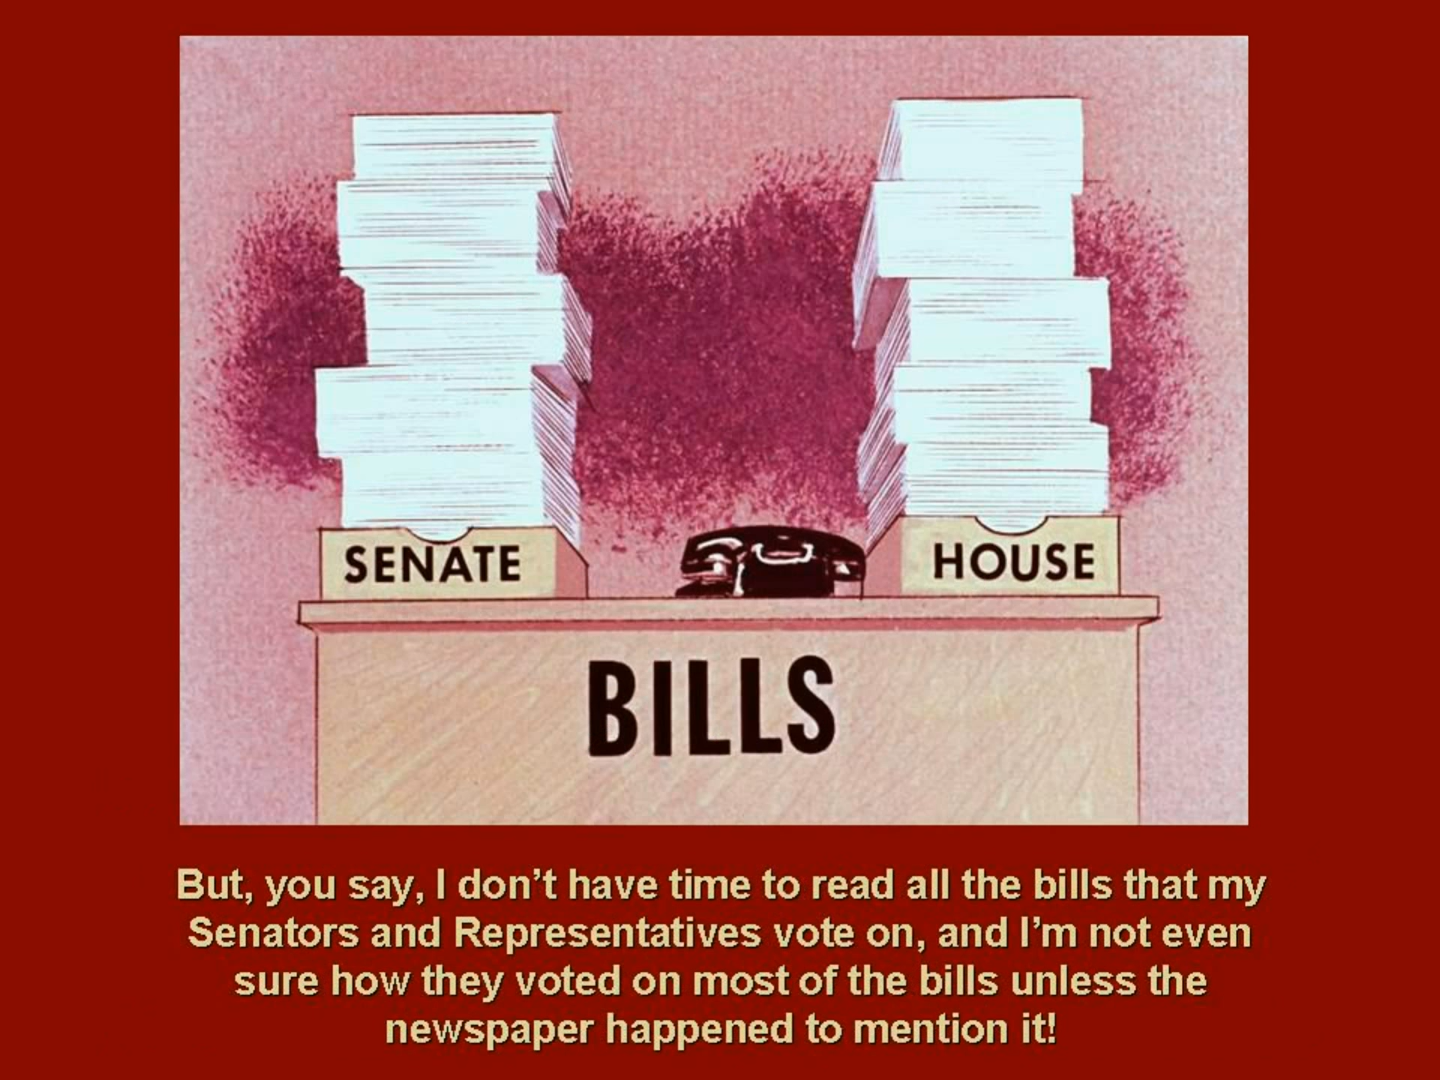 SENATE
HOUSE
BILLS
But, you say, I don’t have time to read all the bills that my
Senators and Representatives vote on, and I’m not even
sure how they voted on most of the bills unless the
newspaper happened to mention it!